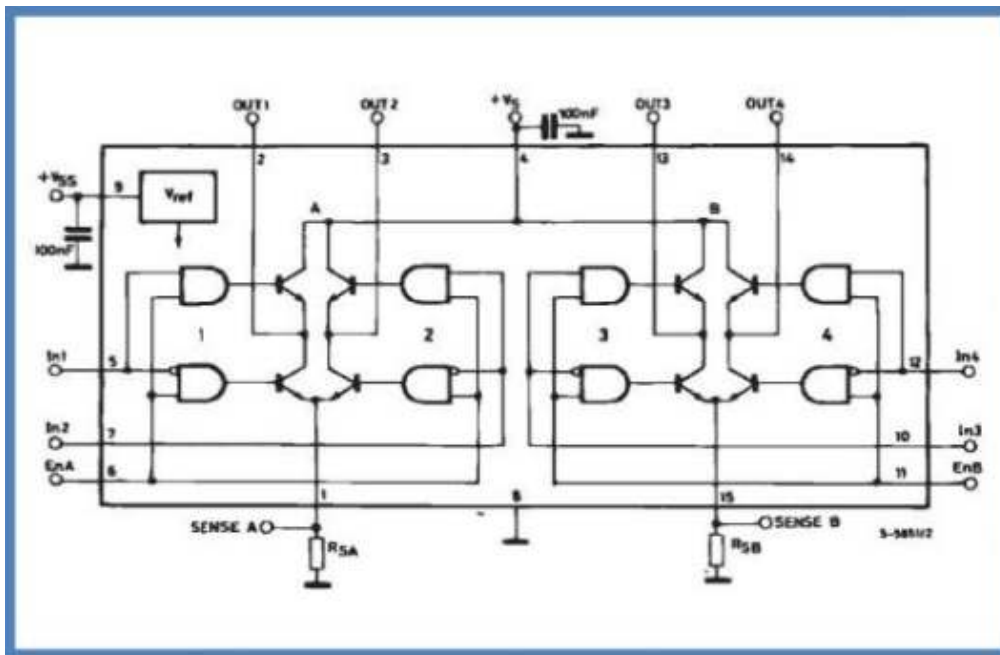 OUT1
OUT2
+VS
100nF
OUT3
OUT4
2
3
4
13
14
+VSS
9
Vref
100nF
A
B
1
2
3
4
In1
5
12
In4
In2
7
10
In3
EnA
6
11
EnB
1
8
15
SENSE A
RSA
SENSE B
RSB
S-5851/2